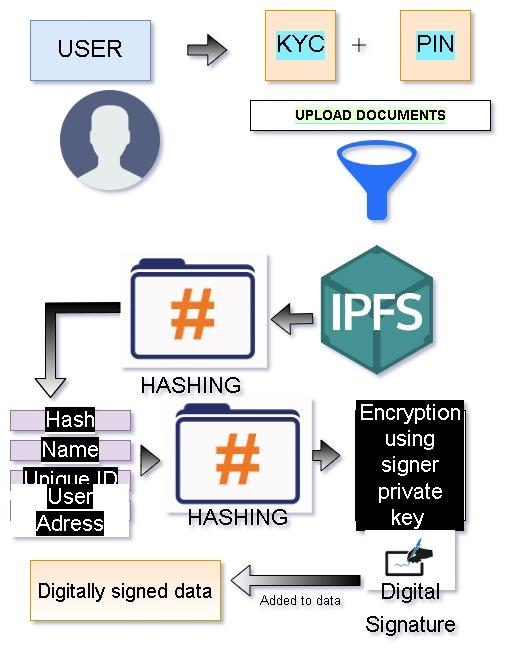 USER
KYC
+
PIN
UPLOAD DOCUMENTS
IPFS
#
HASHING
Hash
Name
Unique ID
User
Adress
#
HASHING
Encryption
using
signer
private
key
Digital
Signature
Added to data
Digitally signed data